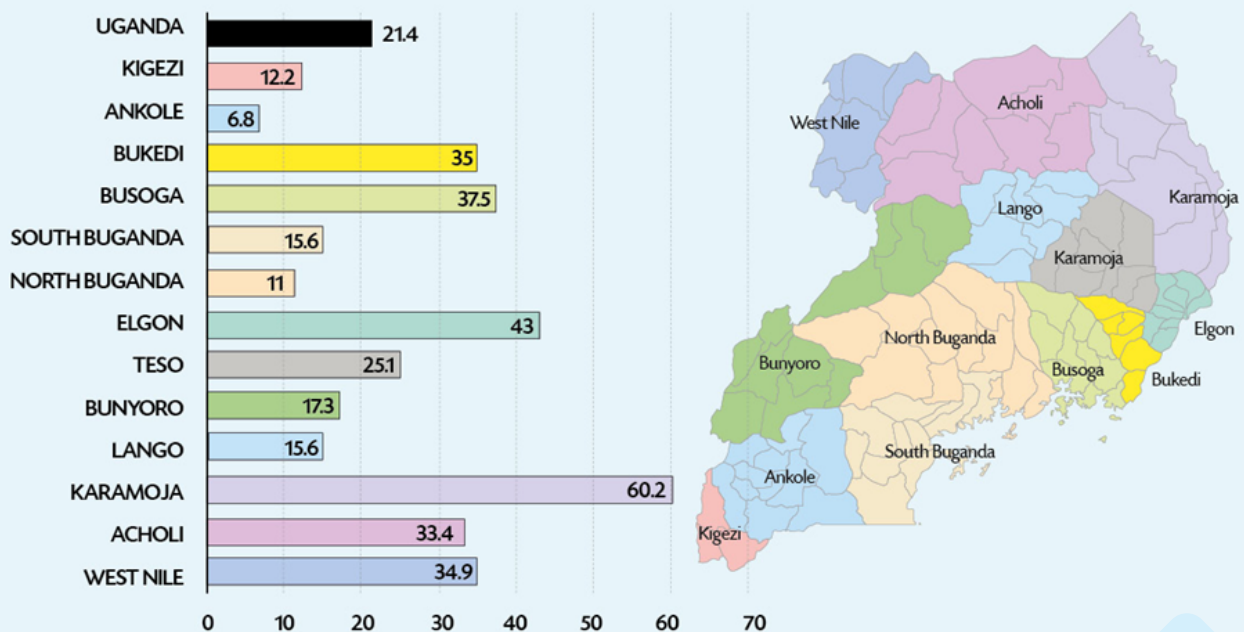 UGANDA 21.4
KIGEZI 12.2
ANKOLE 6.8
BUKEDI 35
BUSOGA 37.5
SOUTH BUGANDA 15.6
NORTH BUGANDA 11
ELGON 43
TESO 25.1
BUNYORO 17.3
LANGO 15.6
KARAMOJA 60.2
ACHOLI 33.4
WEST NILE 34.9
0 10 20 30 40 50 60 70
West Nile
Acholi
Karamoja
Lango
Karamoja
Elgon
North Buganda
Bunyoro
Busoga
Bukedi
South Buganda
Ankole
Kigezi